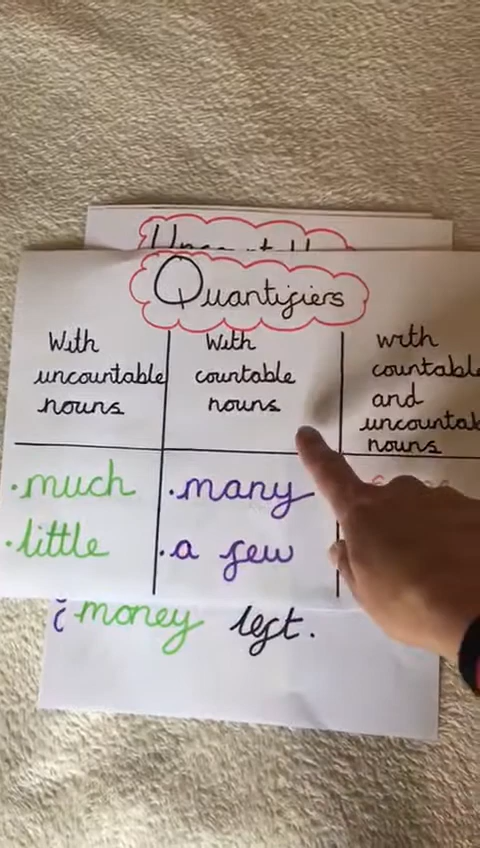 Quantifiers
With uncountable nouns
With countable nouns
with countable and uncountable nouns
· much
· little
· many
· a few
money left.